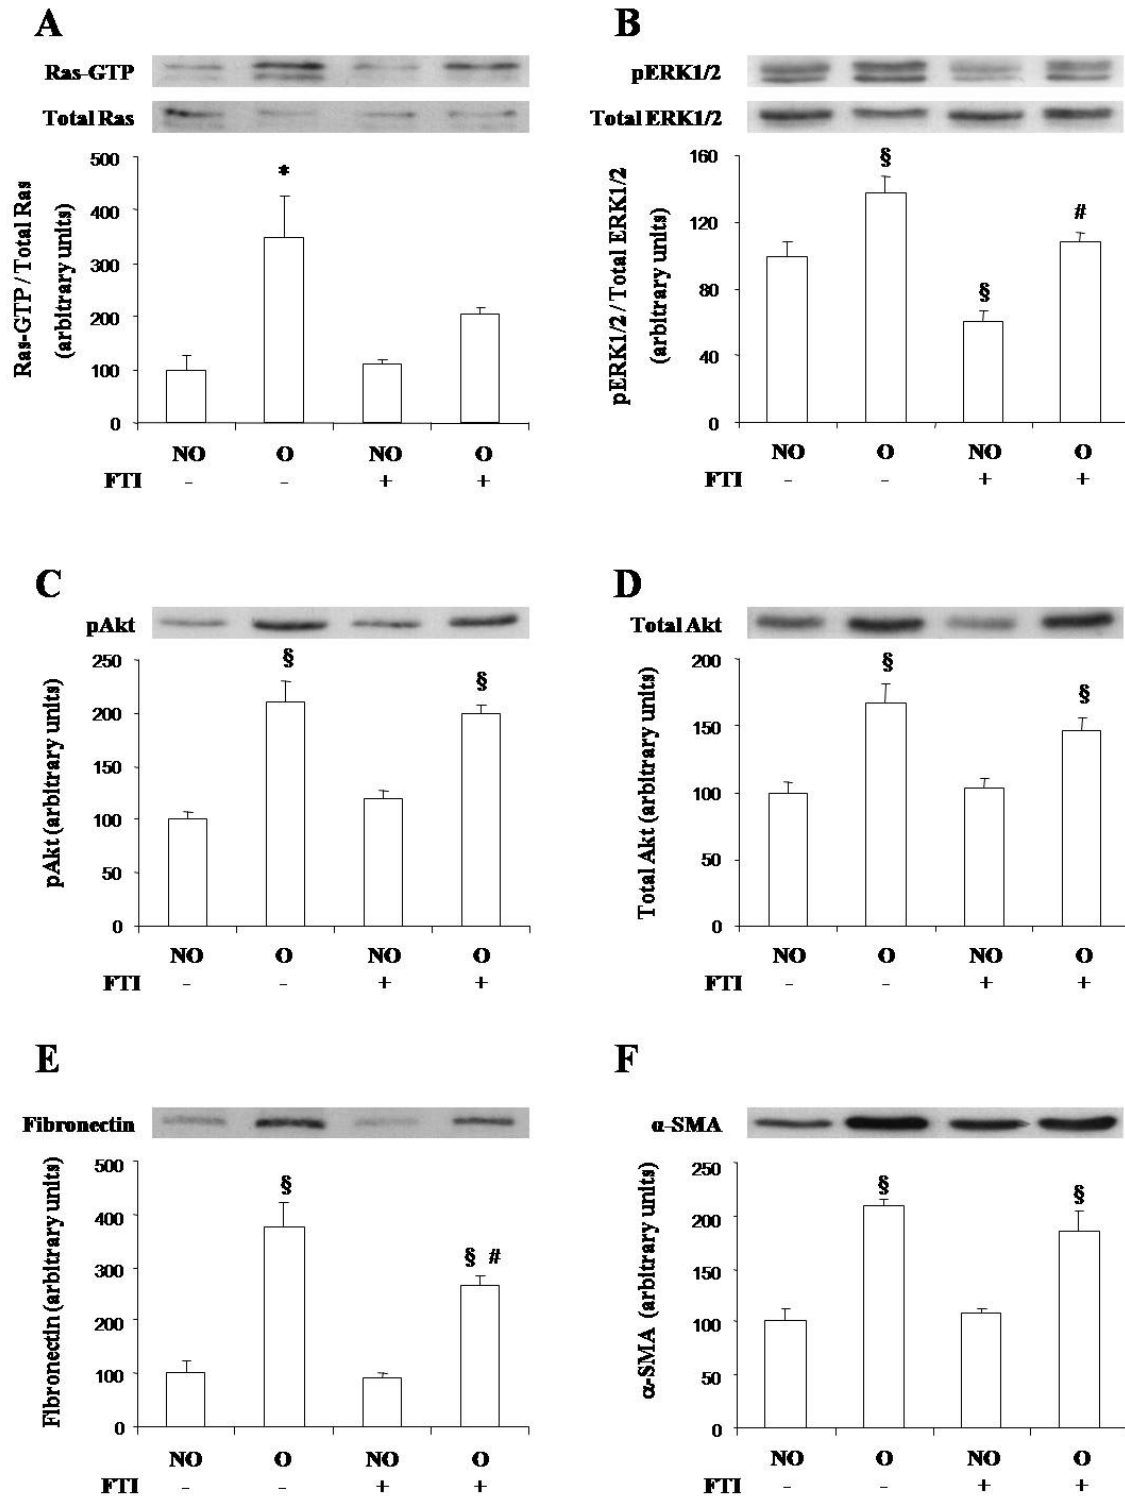 A
Ras-GTP
Total Ras
Ras-GTP / Total Ras
(arbitrary units)
500
400
300
200
100
0
*
NO O NO O
FTI - - + +
B
pERK1/2
Total ERK1/2
pERK1/2 / Total ERK1/2
(arbitrary units)
160
120
80
40
0
§
§
#
NO O NO O
FTI - - + +
C
pAkt
pAkt (arbitrary units)
250
200
150
100
50
0
§
§
NO O NO O
FTI - - + +
D
Total Akt
Total Akt (arbitrary units)
200
150
100
50
0
§
§
NO O NO O
FTI - - + +
E
Fibronectin
Fibronectin (arbitrary units)
500
400
300
200
100
0
§
§ #
NO O NO O
FTI - - + +
F
α-SMA
α-SMA (arbitrary units)
250
200
150
100
50
0
§
§
NO O NO O
FTI - - + +